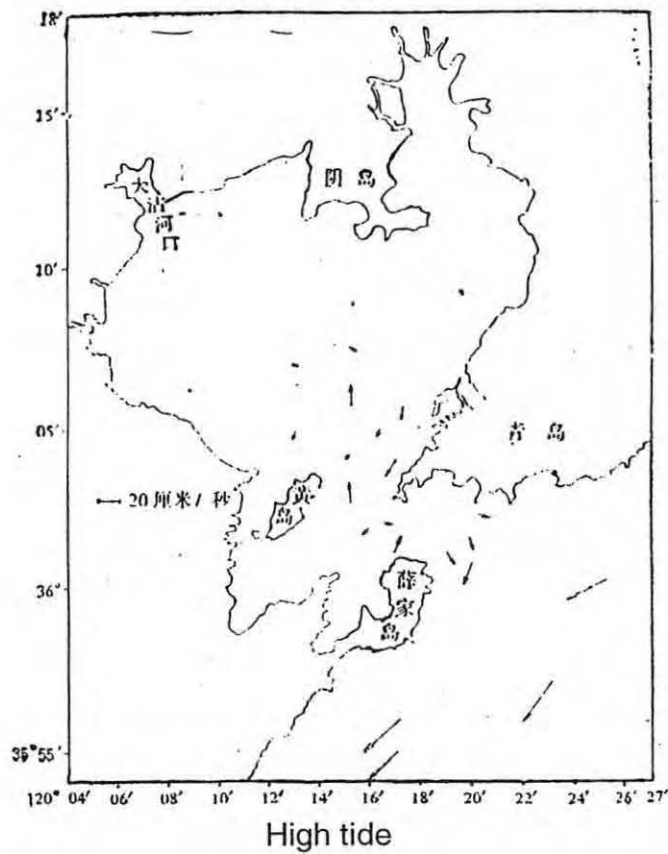 18′
15′
10′
05′
36′
35°55′
阴 岛
大
沽
河
口
青 岛
20 厘米 / 秒
黄
岛
薛
家
岛
120° 04′ 06′ 08′ 10′ 12′ 14′ 16′ 18′ 20′ 22′ 24′ 26′ 27′
High tide